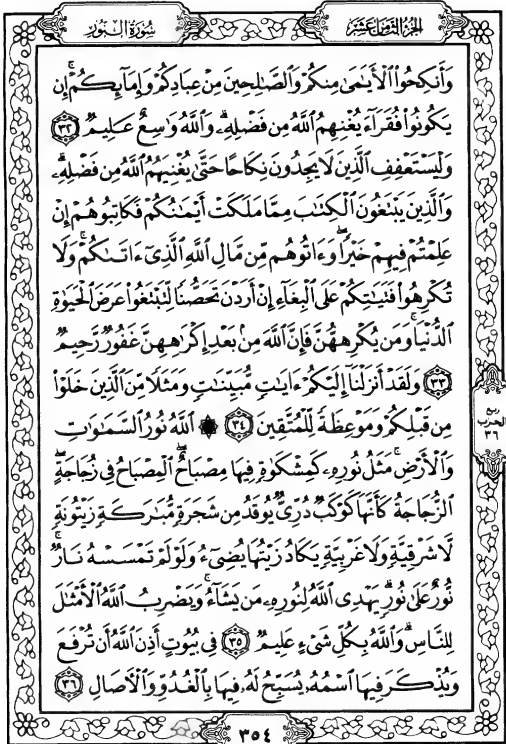 الجزء الثامن عشر
سورة النور
وَأَنكِحُوا۟ ٱلْأَيَٰمَىٰ مِنكُمْ وَٱلصَّٰلِحِينَ مِنْ عِبَادِكُمْ وَإِمَآئِكُمْ ۚ إِن
يَكُونُوا۟ فُقَرَآءَ يُغْنِهِمُ ٱللَّهُ مِن فَضْلِهِۦ ۗ وَٱللَّهُ وَٰسِعٌ عَلِيمٌ ٣٢
وَلْيَسْتَعْفِفِ ٱلَّذِينَ لَا يَجِدُونَ نِكَاحًا حَتَّىٰ يُغْنِيَهُمُ ٱللَّهُ مِن فَضْلِهِۦ ۗ
وَٱلَّذِينَ يَبْتَغُونَ ٱلْكِتَٰبَ مِمَّا مَلَكَتْ أَيْمَٰنُكُمْ فَكَاتِبُوهُمْ إِنْ
عَلِمْتُمْ فِيهِمْ خَيْرًا ۖ وَءَاتُوهُم مِّن مَّالِ ٱللَّهِ ٱلَّذِىٓ ءَاتَىٰكُمْ ۚ وَلَا
تُكْرِهُوا۟ فَتَيَٰتِكُمْ عَلَى ٱلْبِغَآءِ إِنْ أَرَدْنَ تَحَصُّنًا لِّتَبْتَغُوا۟ عَرَضَ ٱلْحَيَوٰةِ
ٱلدُّنْيَا ۚ وَمَن يُكْرِههُّنَّ فَإِنَّ ٱللَّهَ مِنۢ بَعْدِ إِكْرَٰهِهِنَّ غَفُورٌ رَّحِيمٌ
٣٣ وَلَقَدْ أَنزَلْنَآ إِلَيْكُمْ ءَايَٰتٍ مُّبَيِّنَٰتٍ وَمَثَلًا مِّنَ ٱلَّذِينَ خَلَوْا۟
مِن قَبْلِكُمْ وَمَوْعِظَةً لِّلْمُتَّقِينَ ٣٤ ۞ ٱللَّهُ نُورُ ٱلسَّمَٰوَٰتِ
وَٱلْأَرْضِ ۚ مَثَلُ نُورِهِۦ كَمِشْكَوٰةٍ فِيهَا مِصْبَاحٌ ۖ ٱلْمِصْبَاحُ فِى زُجَاجَةٍ ۖ
ٱلزُّجَاجَةُ كَأَنَّهَا كَوْكَبٌ دُرِّىٌّ يُوقَدُ مِن شَجَرَةٍ مُّبَٰرَكَةٍ زَيْتُونَةٍ
لَّا شَرْقِيَّةٍ وَلَا غَرْبِيَّةٍ يَكَادُ زَيْتُهَا يُضِىٓءُ وَلَوْ لَمْ تَمْسَسْهُ نَارٌ ۚ
نُّورٌ عَلَىٰ نُورٍ ۗ يَهْدِى ٱللَّهُ لِنُورِهِۦ مَن يَشَآءُ ۚ وَيَضْرِبُ ٱللَّهُ ٱلْأَمْثَٰلَ
لِلنَّاسِ ۗ وَٱللَّهُ بِكُلِّ شَىْءٍ عَلِيمٌ ٣٥ فِى بُيُوتٍ أَذِنَ ٱللَّهُ أَن تُرْفَعَ
وَيُذْكَرَ فِيهَا ٱسْمُهُۥ يُسَبِّحُ لَهُۥ فِيهَا بِٱلْغُدُوِّ وَٱلْءَاصَالِ ٣٦
ربع
الحزب
٣٦
٣٥٤